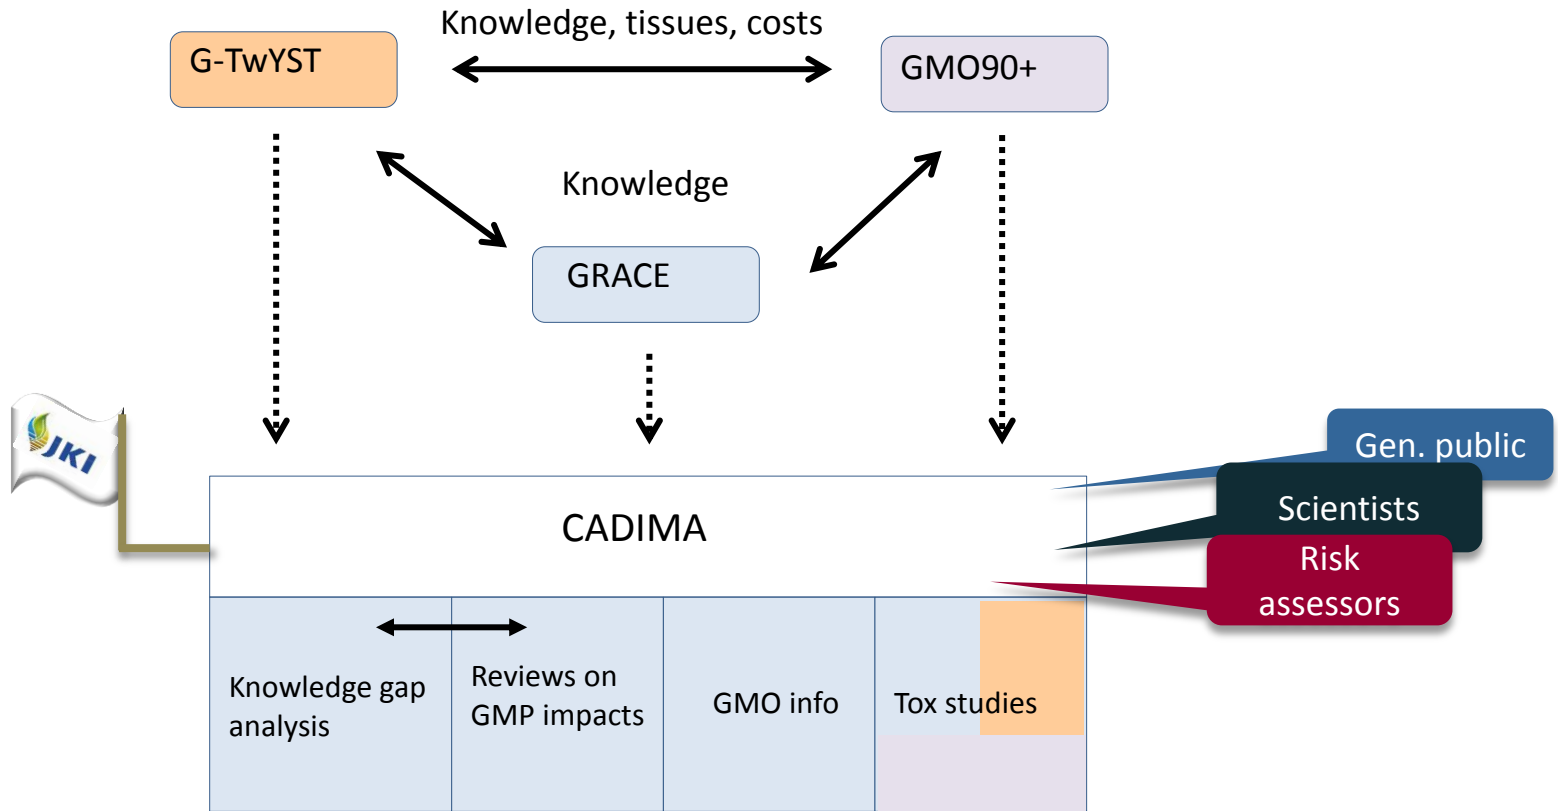 Knowledge, tissues, costs
G-TwYST
GMO90+
Knowledge
GRACE
JKI
Gen. public
Scientists
CADIMA
Risk
assessors
Knowledge gap
analysis
Reviews on
GMP impacts
GMO info
Tox studies